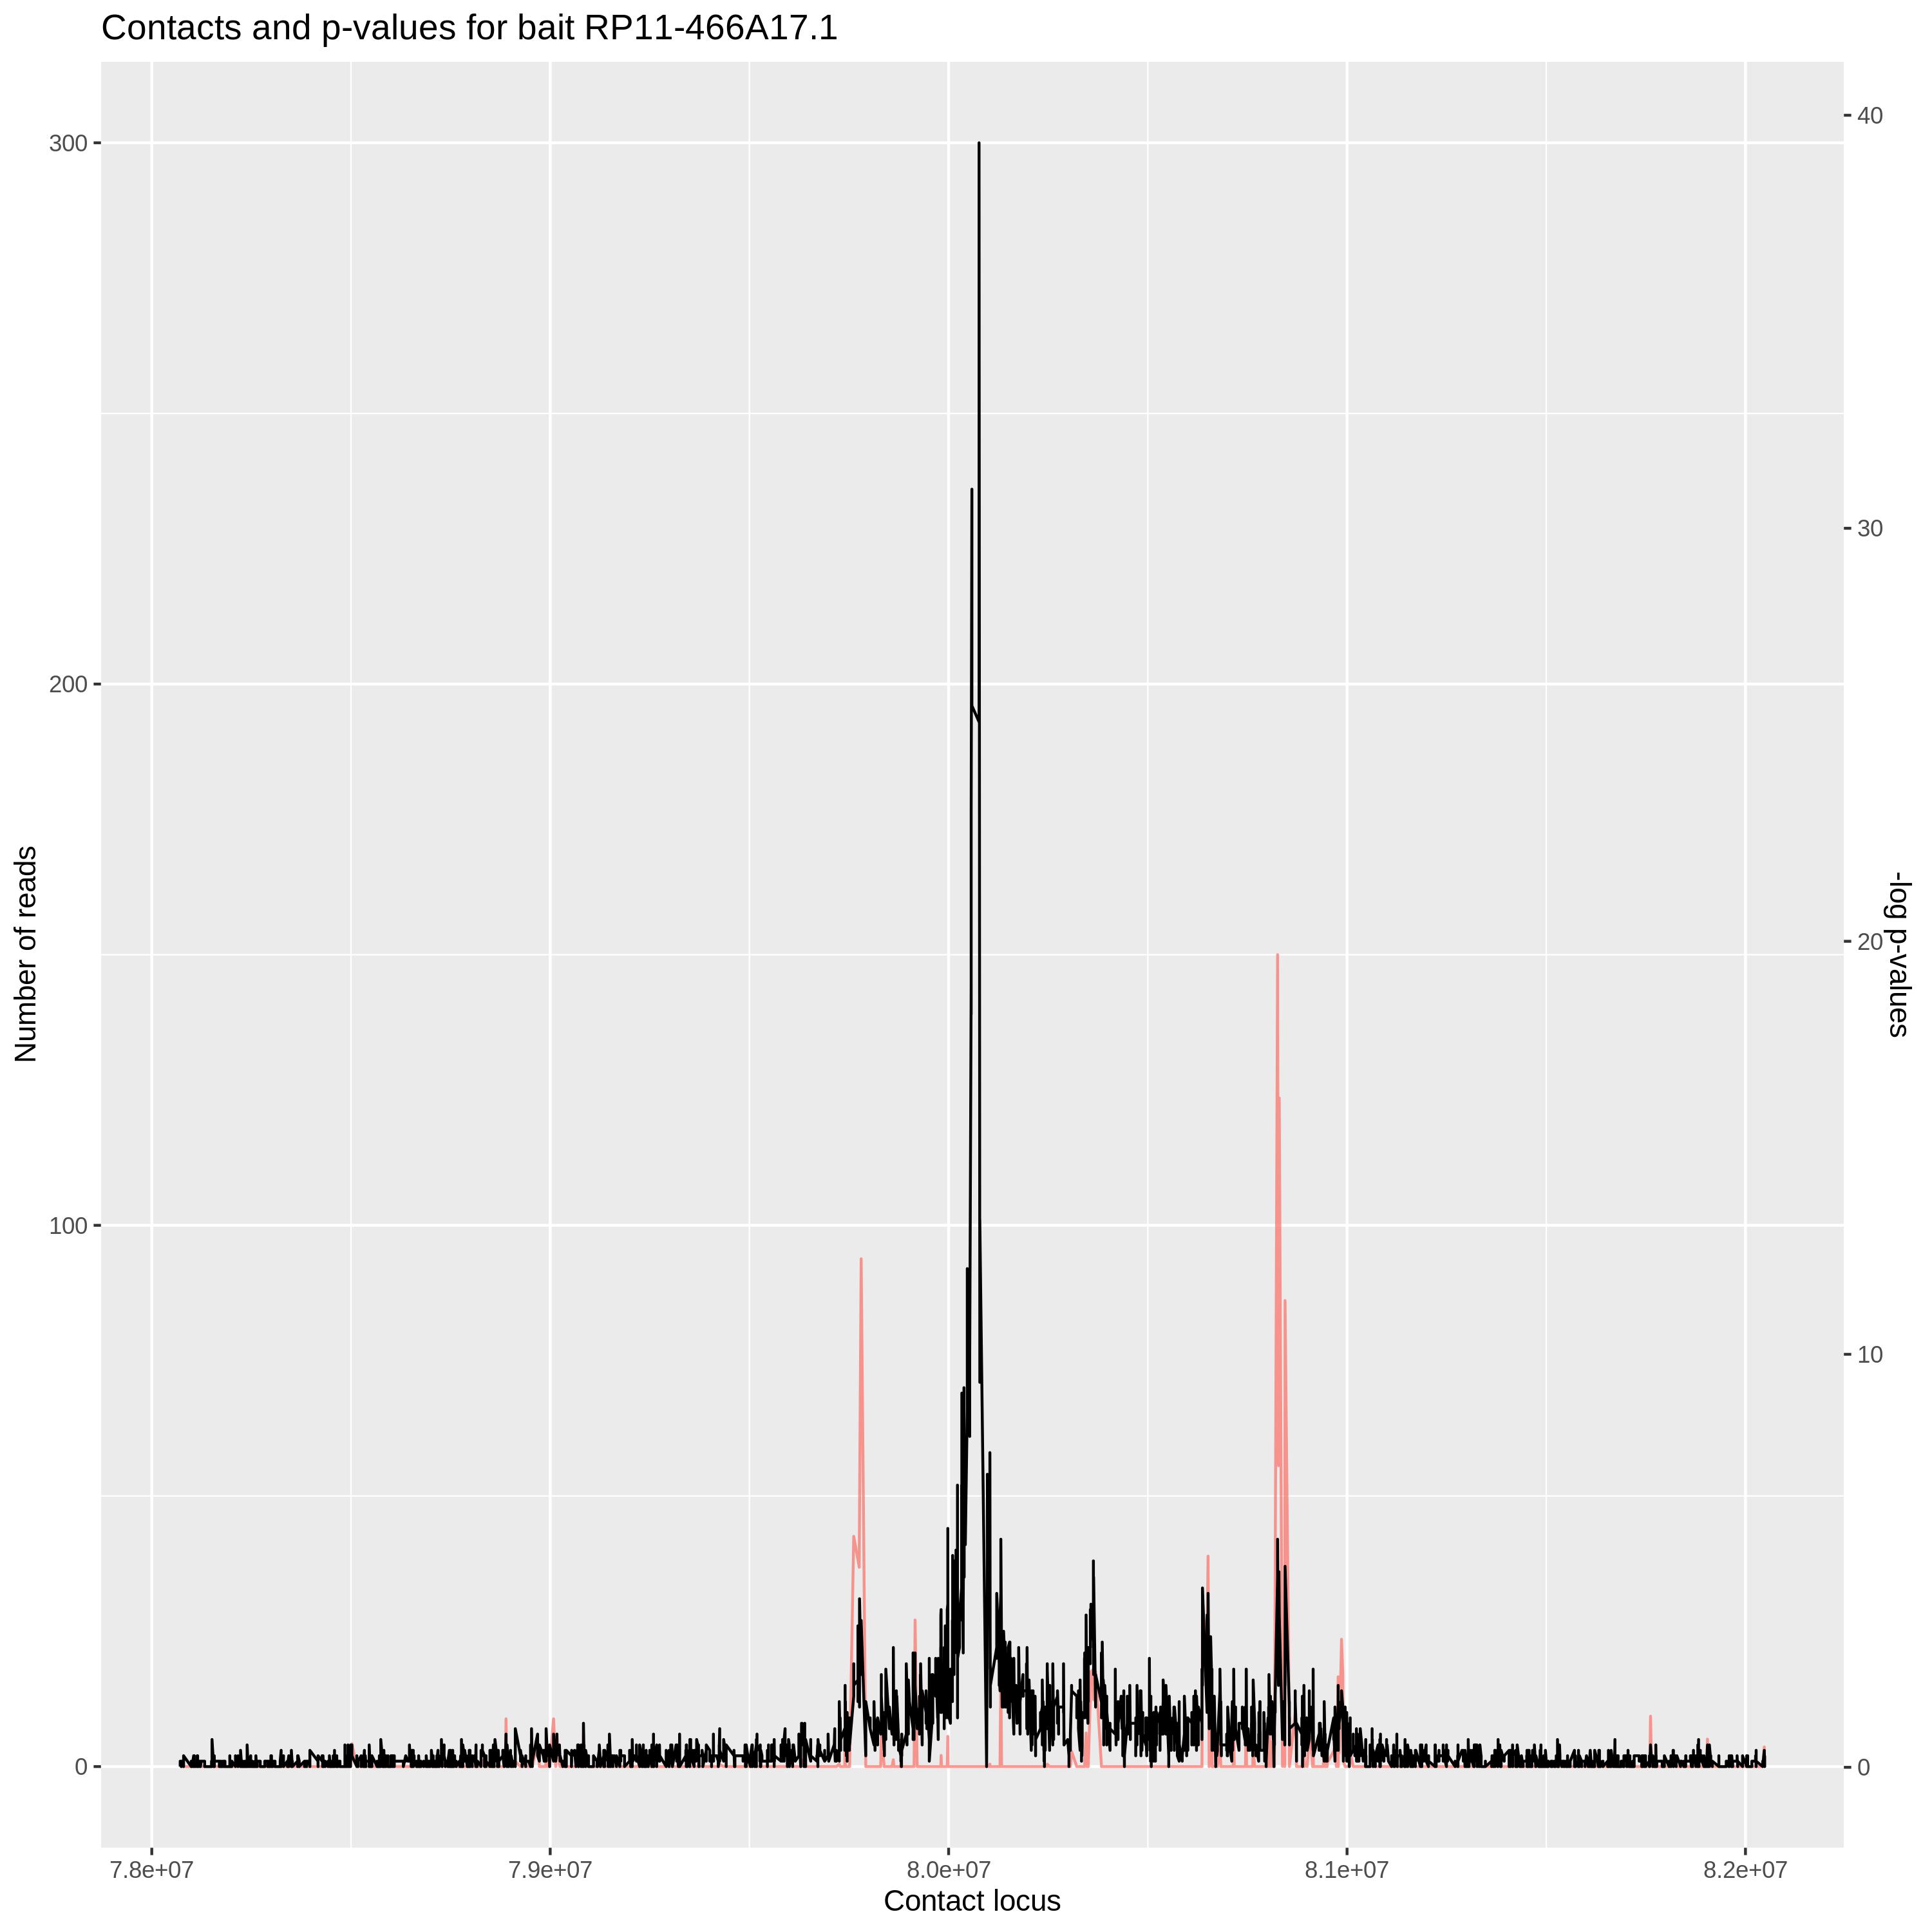 Contacts and p-values for bait RP11-466A17.1
300
200
100
0
Number of reads
40
30
20
10
0
-log p-values
7.8e+07
7.9e+07
8.0e+07
8.1e+07
8.2e+07
Contact locus